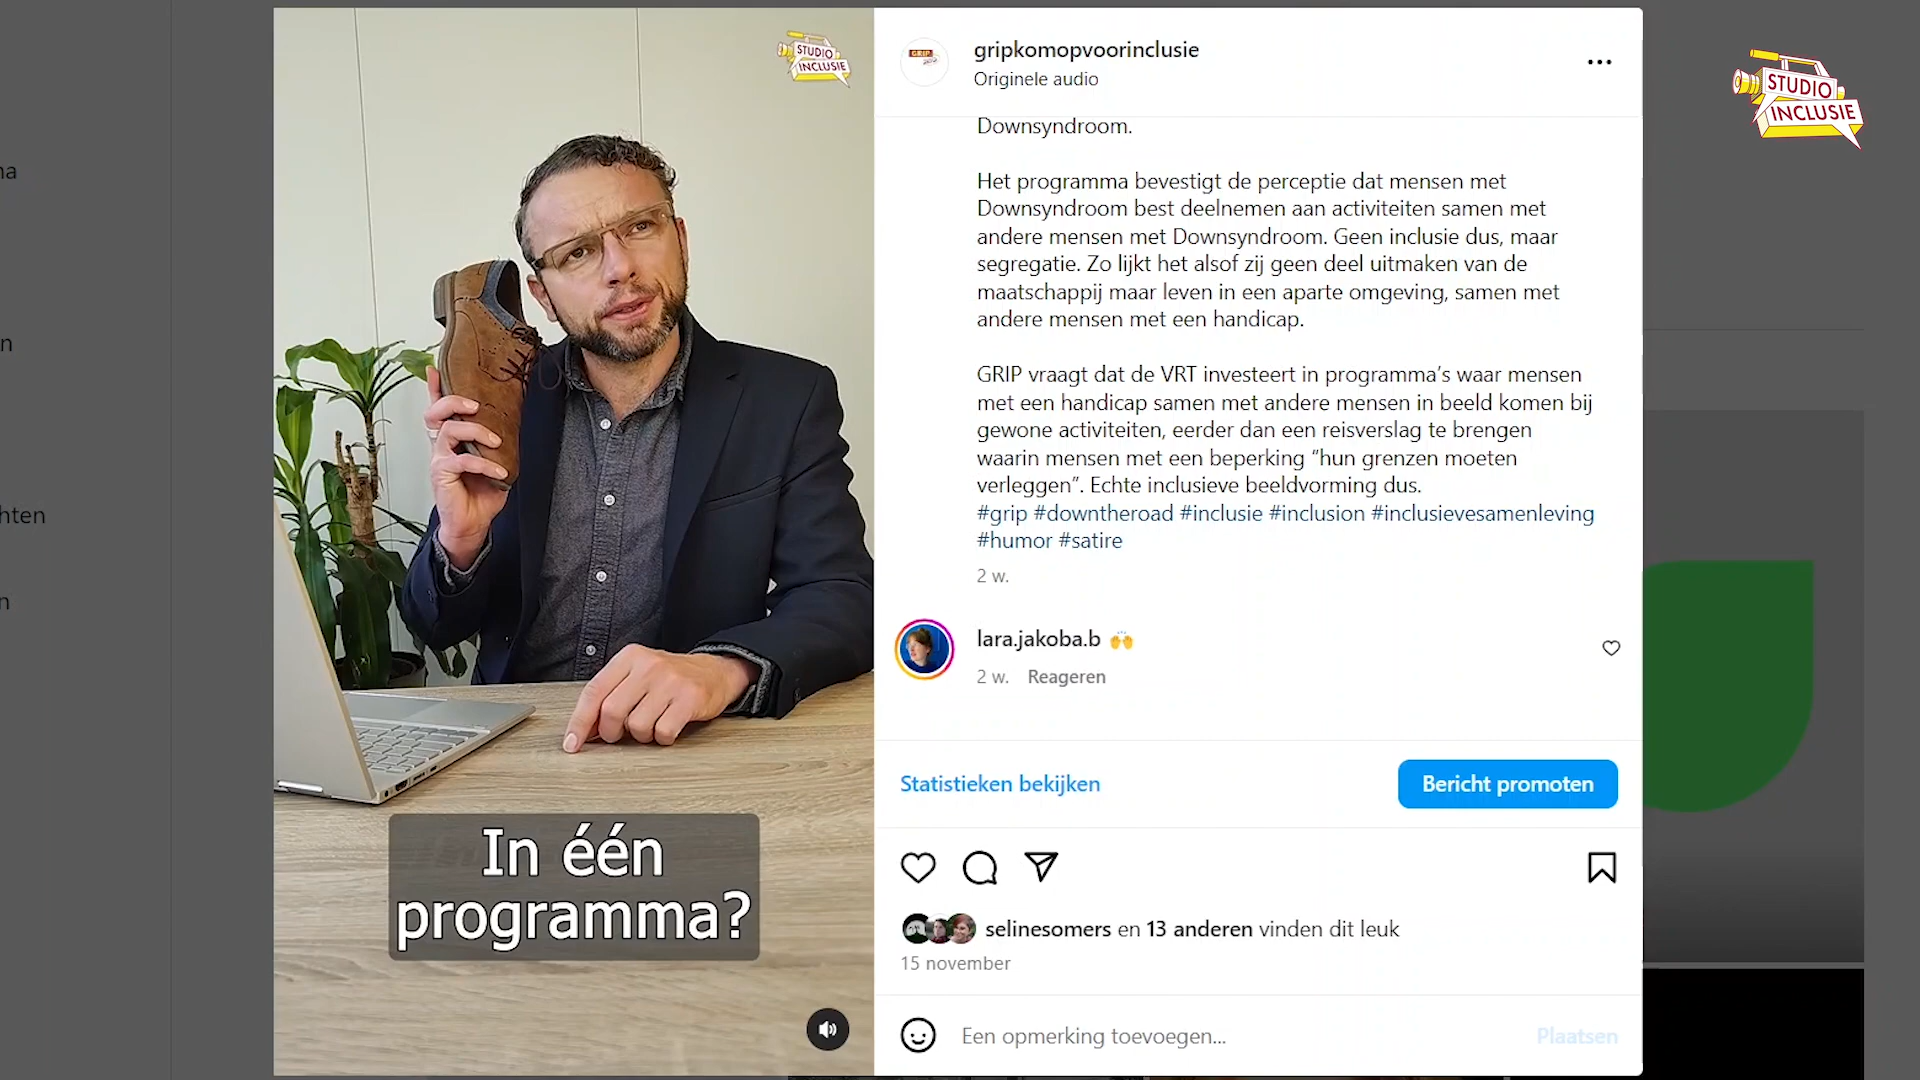 STUDIO
INCLUSIE
GRIP
gripkomopvoorinclusie
Originele audio
Downsyndroom.
Het programma bevestigt de perceptie dat mensen met
Downsyndroom best deelnemen aan activiteiten samen met
andere mensen met Downsyndroom. Geen inclusie dus, maar
segregatie. Zo lijkt het alsof zij geen deel uitmaken van de
maatschappij maar leven in een aparte omgeving, samen met
andere mensen met een handicap.
GRIP vraagt dat de VRT investeert in programma’s waar mensen
met een handicap samen met andere mensen in beeld komen bij
gewone activiteiten, eerder dan een reisverslag te brengen
waarin mensen met een beperking “hun grenzen moeten
verleggen”. Echte inclusieve beeldvorming dus.
#grip #downtheroad #inclusie #inclusion #inclusievesamenleving
#humor #satire
2 w.
lara.jakoba.b 🙌
2 w. Reageren
Statistieken bekijken
Bericht promoten
selinesomers en 13 anderen vinden dit leuk
15 november
Een opmerking toevoegen...
Plaatsen
In één
programma?
STUDIO
INCLUSIE
na
n
hten
n